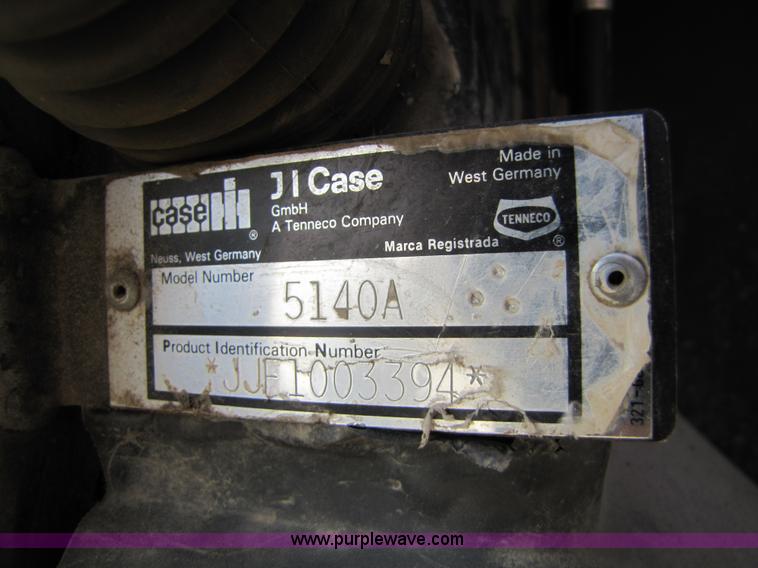 case IH ®
J I Case
GmbH
A Tenneco Company
Made in
West Germany
TENNECO ®
Neuss, West Germany
Marca Registrada
Model Number
5140A
Product Identification Number
*JJF1003394*
www.purplewave.com